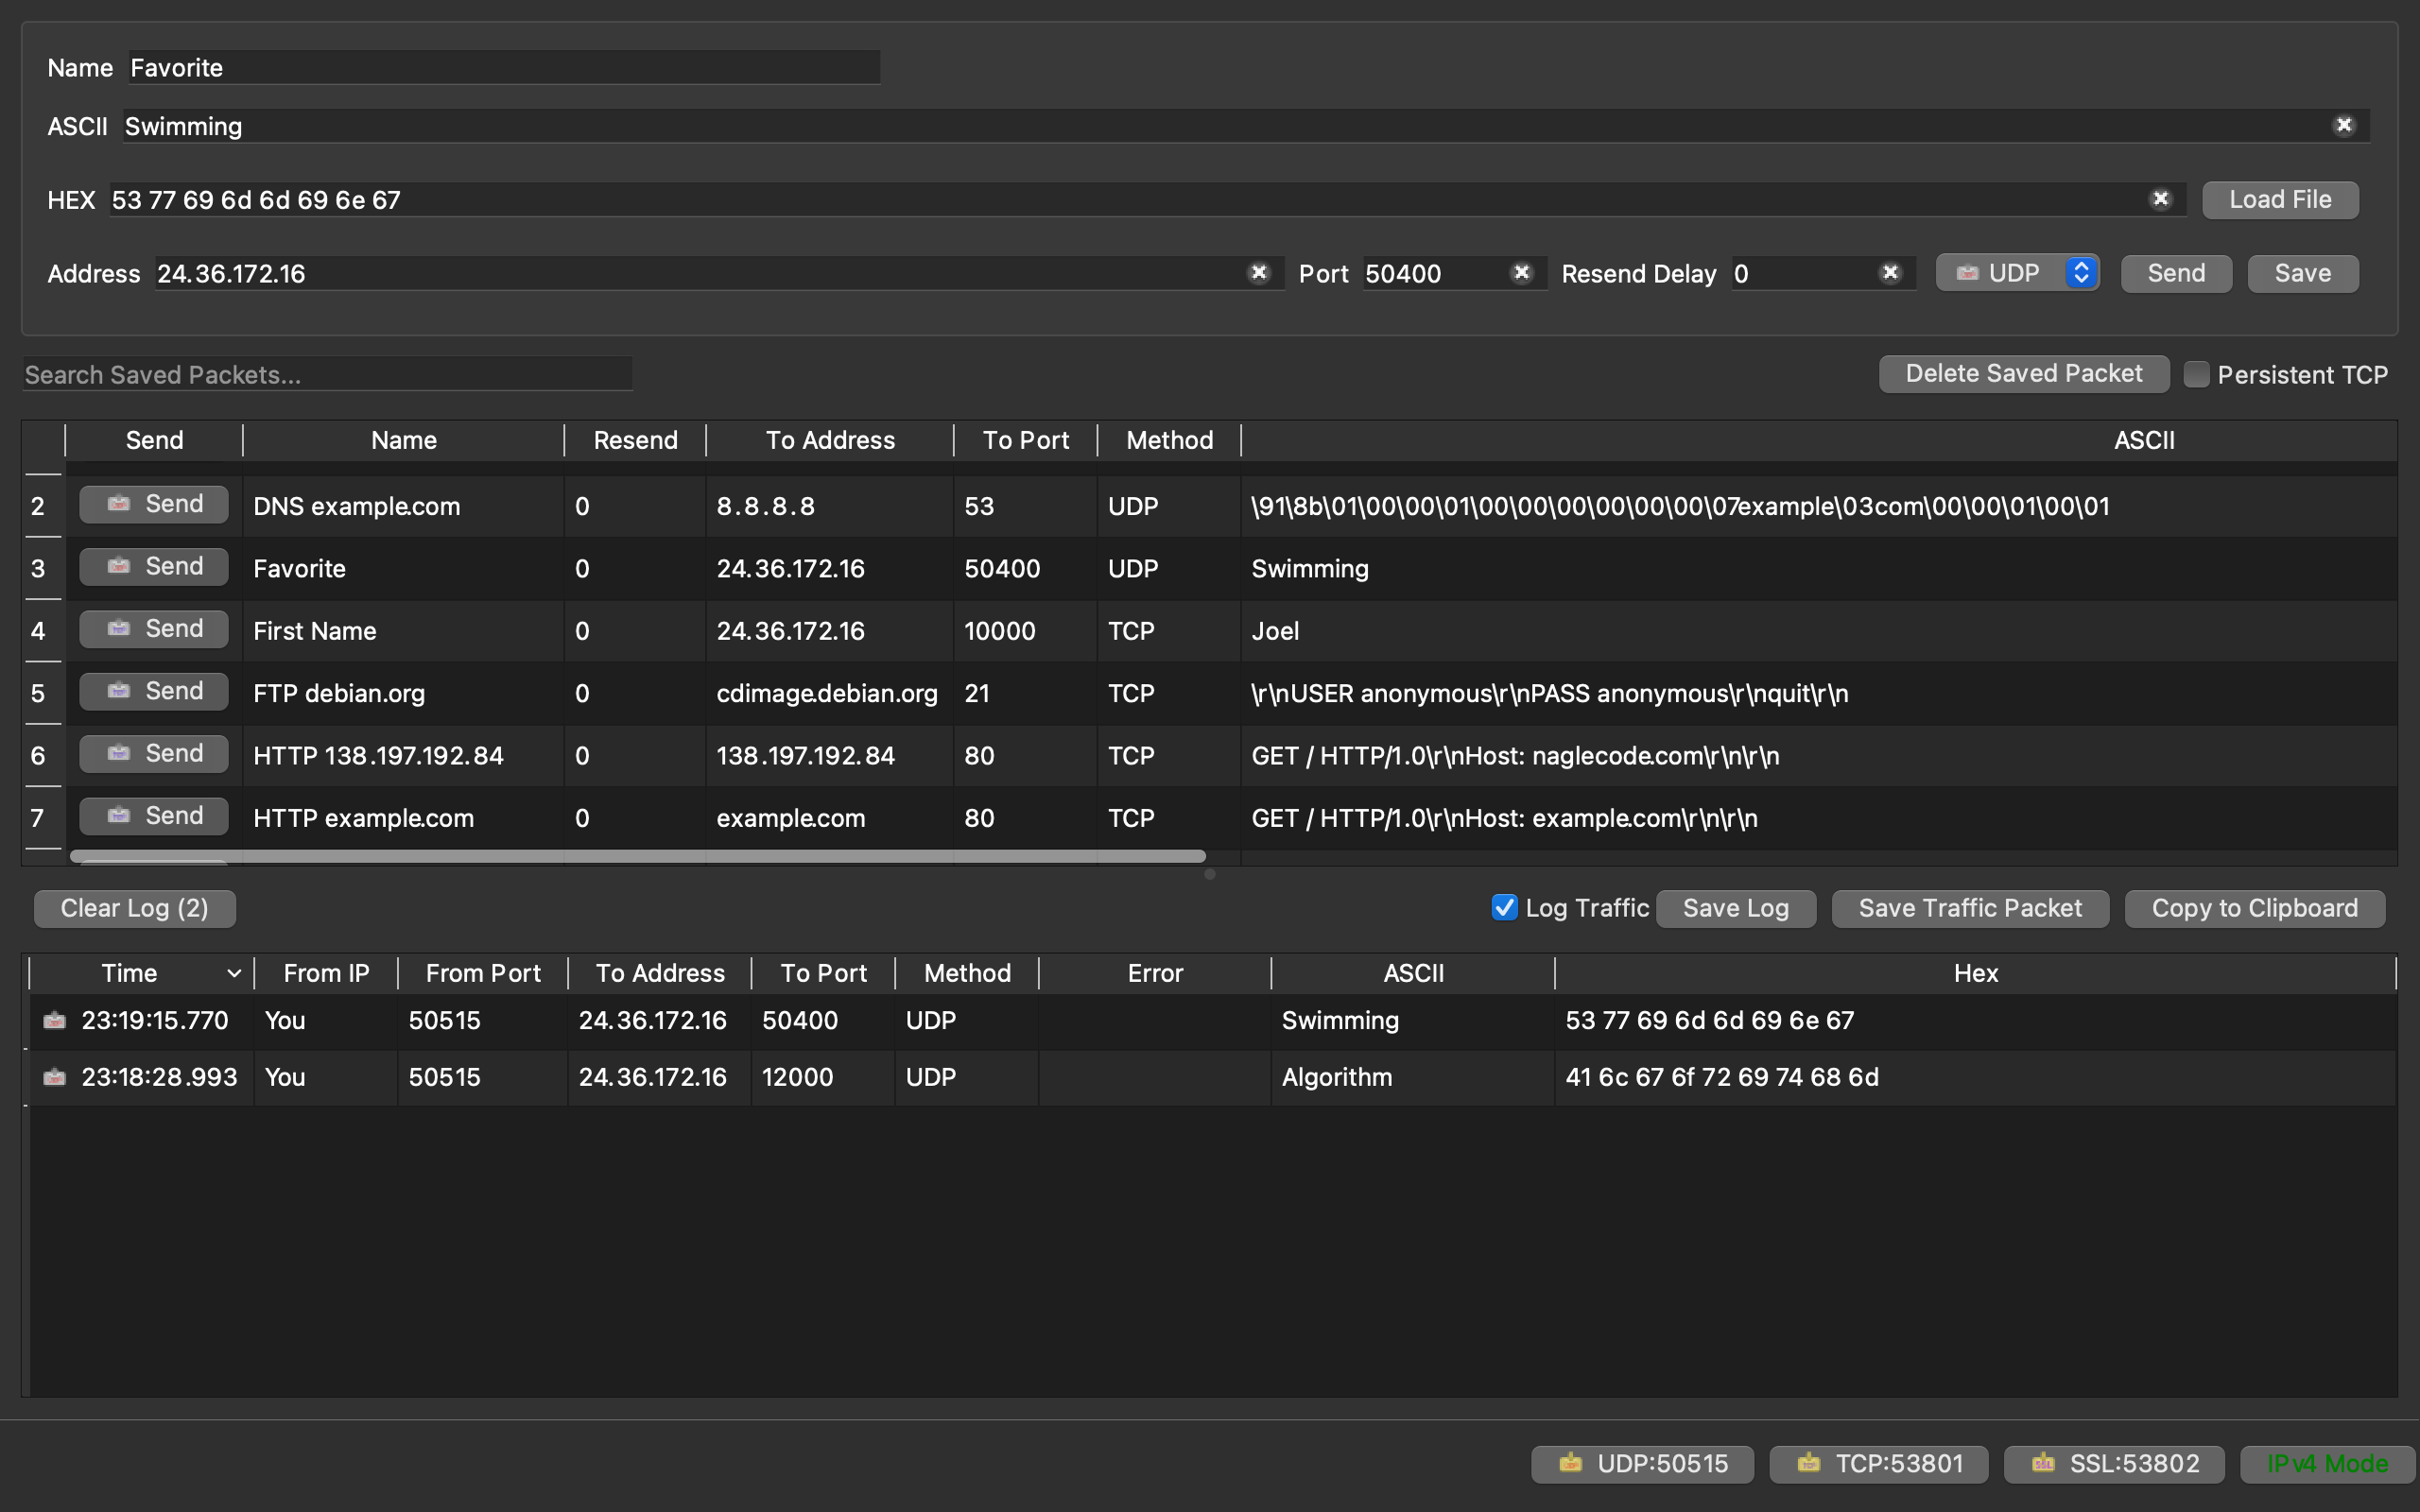 Name Favorite
ASCII Swimming
HEX 53 77 69 6d 6d 69 6e 67 Load File
Address 24.36.172.16 Port 50400 Resend Delay 0 UDP Send Save
Search Saved Packets... Delete Saved Packet Persistent TCP
Send Name Resend To Address To Port Method ASCII
2 Send DNS example.com 0 8.8.8.8 53 UDP \91\8b\01\00\00\01\00\00\00\00\00\00\07example\03com\00\00\01\00\01
3 Send Favorite 0 24.36.172.16 50400 UDP Swimming
4 Send First Name 0 24.36.172.16 10000 TCP Joel
5 Send FTP debian.org 0 cdimage.debian.org 21 TCP \r\nUSER anonymous\r\nPASS anonymous\r\nquit\r\n
6 Send HTTP 138.197.192.84 0 138.197.192.84 80 TCP GET / HTTP/1.0\r\nHost: naglecode.com\r\n\r\n
7 Send HTTP example.com 0 example.com 80 TCP GET / HTTP/1.0\r\nHost: example.com\r\n\r\n
Clear Log (2) Log Traffic Save Log Save Traffic Packet Copy to Clipboard
Time From IP From Port To Address To Port Method Error ASCII Hex
23:19:15.770 You 50515 24.36.172.16 50400 UDP Swimming 53 77 69 6d 6d 69 6e 67
23:18:28.993 You 50515 24.36.172.16 12000 UDP Algorithm 41 6c 67 6f 72 69 74 68 6d
UDP:50515 TCP:53801 SSL:53802 IPv4 Mode